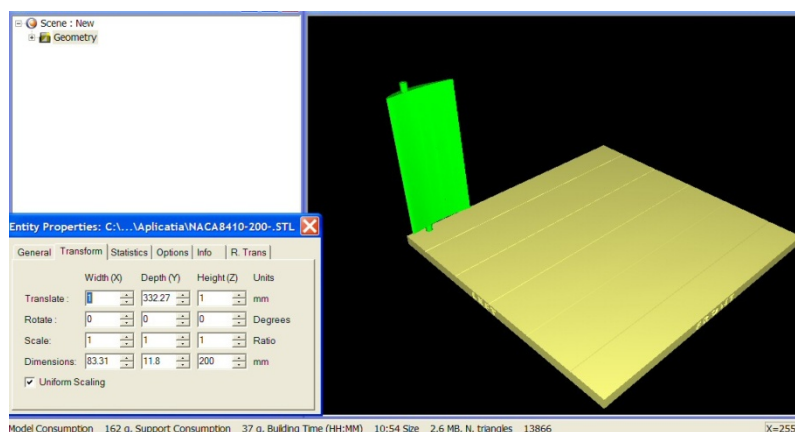 Scene : New
Geometry
Entity Properties: C:\...\Aplicatia\NACA8410-200-.STL
General Transform Statistics Options Info R. Trans
Width (X) Depth (Y) Height (Z) Units
Translate : 1 332.27 1 mm
Rotate : 0 0 0 Degrees
Scale: 1 1 1 Ratio
Dimensions: 83.31 11.8 200 mm
Uniform Scaling
Model Consumption 162 g, Support Consumption 37 g, Building Time (HH:MM) 10:54 Size 2.6 MB, N. triangles 13866 X=255